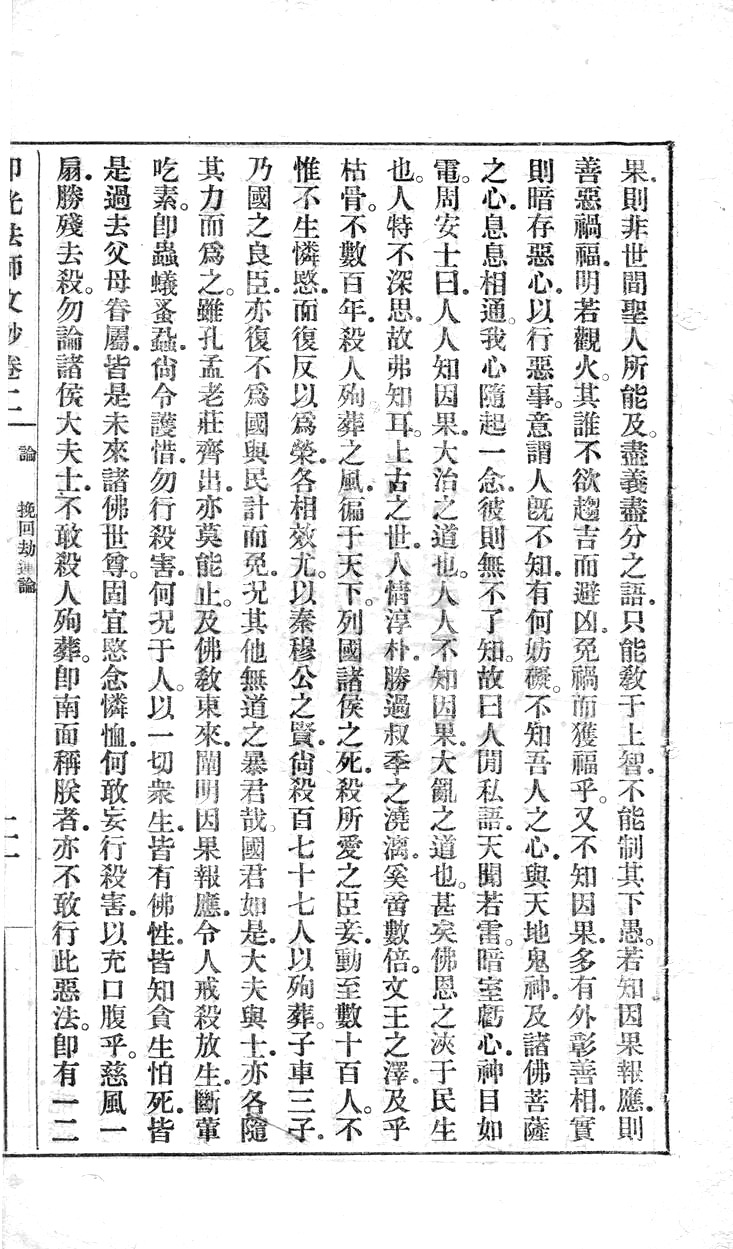 果。則非世間聖人所能及。盡義盡分之語。只能敎于上智。不能制其下愚。若知因果報應。則
善惡禍福。明若觀火。其誰不欲趨吉而避凶。免禍而獲福乎。又不知因果。多有外彰善相。實
則暗存惡心。以行惡事。意謂人旣不知。有何妨礙。不知吾人之心。與天地鬼神。及諸佛菩薩
之心。息息相通。我心隨起一念。彼則無不了知。故曰人閒私語。天聞若雷。暗室虧心。神目如
電。周安士曰。人人知因果。大治之道也。人人不知因果。大亂之道也。甚矣佛恩之浹于民生
也。人特不深思。故弗知耳。上古之世。人情淳朴。勝過叔季之澆漓。奚啻數倍。文王之澤。及乎
枯骨。不數百年。殺人殉葬之風。徧于天下。列國諸侯之死。殺所愛之臣妾。動至數十百人。不
惟不生憐愍。而復反以爲榮。各相效尤。以秦穆公之賢。尙殺百七十七人以殉葬。子車三子。
乃國之良臣。亦復不爲國與民計而免。況其他無道之暴君哉。國君如是。大夫與士。亦各隨
其力而爲之。雖孔孟老莊齊出。亦莫能止。及佛敎東來。闡明因果報應。令人戒殺放生。斷葷
吃素。卽蟲蟻蚤蝨。尙令護惜。勿行殺害。何況于人。以一切衆生。皆有佛性。皆知貪生怕死。皆
是過去父母眷屬。皆是未來諸佛世尊。固宜愍念憐恤。何敢妄行殺害。以充口腹乎。慈風一
扇。勝殘去殺。勿論諸侯大夫士。不敢殺人殉葬。卽南面稱朕者。亦不敢行此惡法。卽有一二
印光法師文鈔卷二 論 挽回劫運論 二一